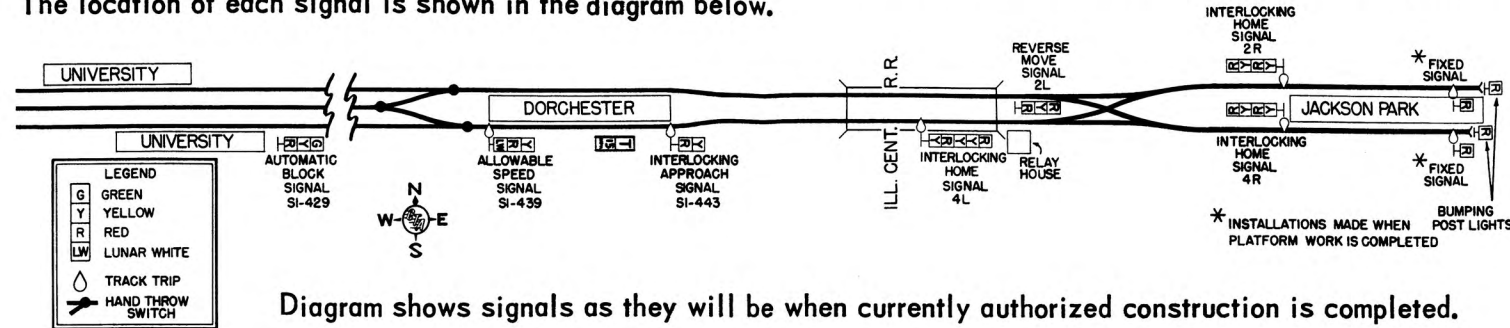 The location of each signal is shown in the diagram below.
UNIVERSITY
UNIVERSITY
DORCHESTER
JACKSON PARK
ILL. CENT. R.R.
G
Y
R
AUTOMATIC
BLOCK
SIGNAL
SI-429
Y
R
LW
ALLOWABLE
SPEED
SIGNAL
SI-439
T
Y
R
INTERLOCKING
APPROACH
SIGNAL
SI-443
R
Y
R
Y
R
INTERLOCKING
HOME
SIGNAL
4L
REVERSE
MOVE
SIGNAL
2L
R
Y
R
RELAY
HOUSE
INTERLOCKING
HOME
SIGNAL
2R
R
Y
R
Y
R
Y
R
Y
INTERLOCKING
HOME
SIGNAL
4R
* FIXED
SIGNAL
R
R
* FIXED
SIGNAL
R
R
BUMPING
POST LIGHTS
* INSTALLATIONS MADE WHEN
PLATFORM WORK IS COMPLETED
LEGEND
G GREEN
Y YELLOW
R RED
LW LUNAR WHITE
TRACK TRIP
HAND THROW
SWITCH
N
W E
S
Diagram shows signals as they will be when currently authorized construction is completed.